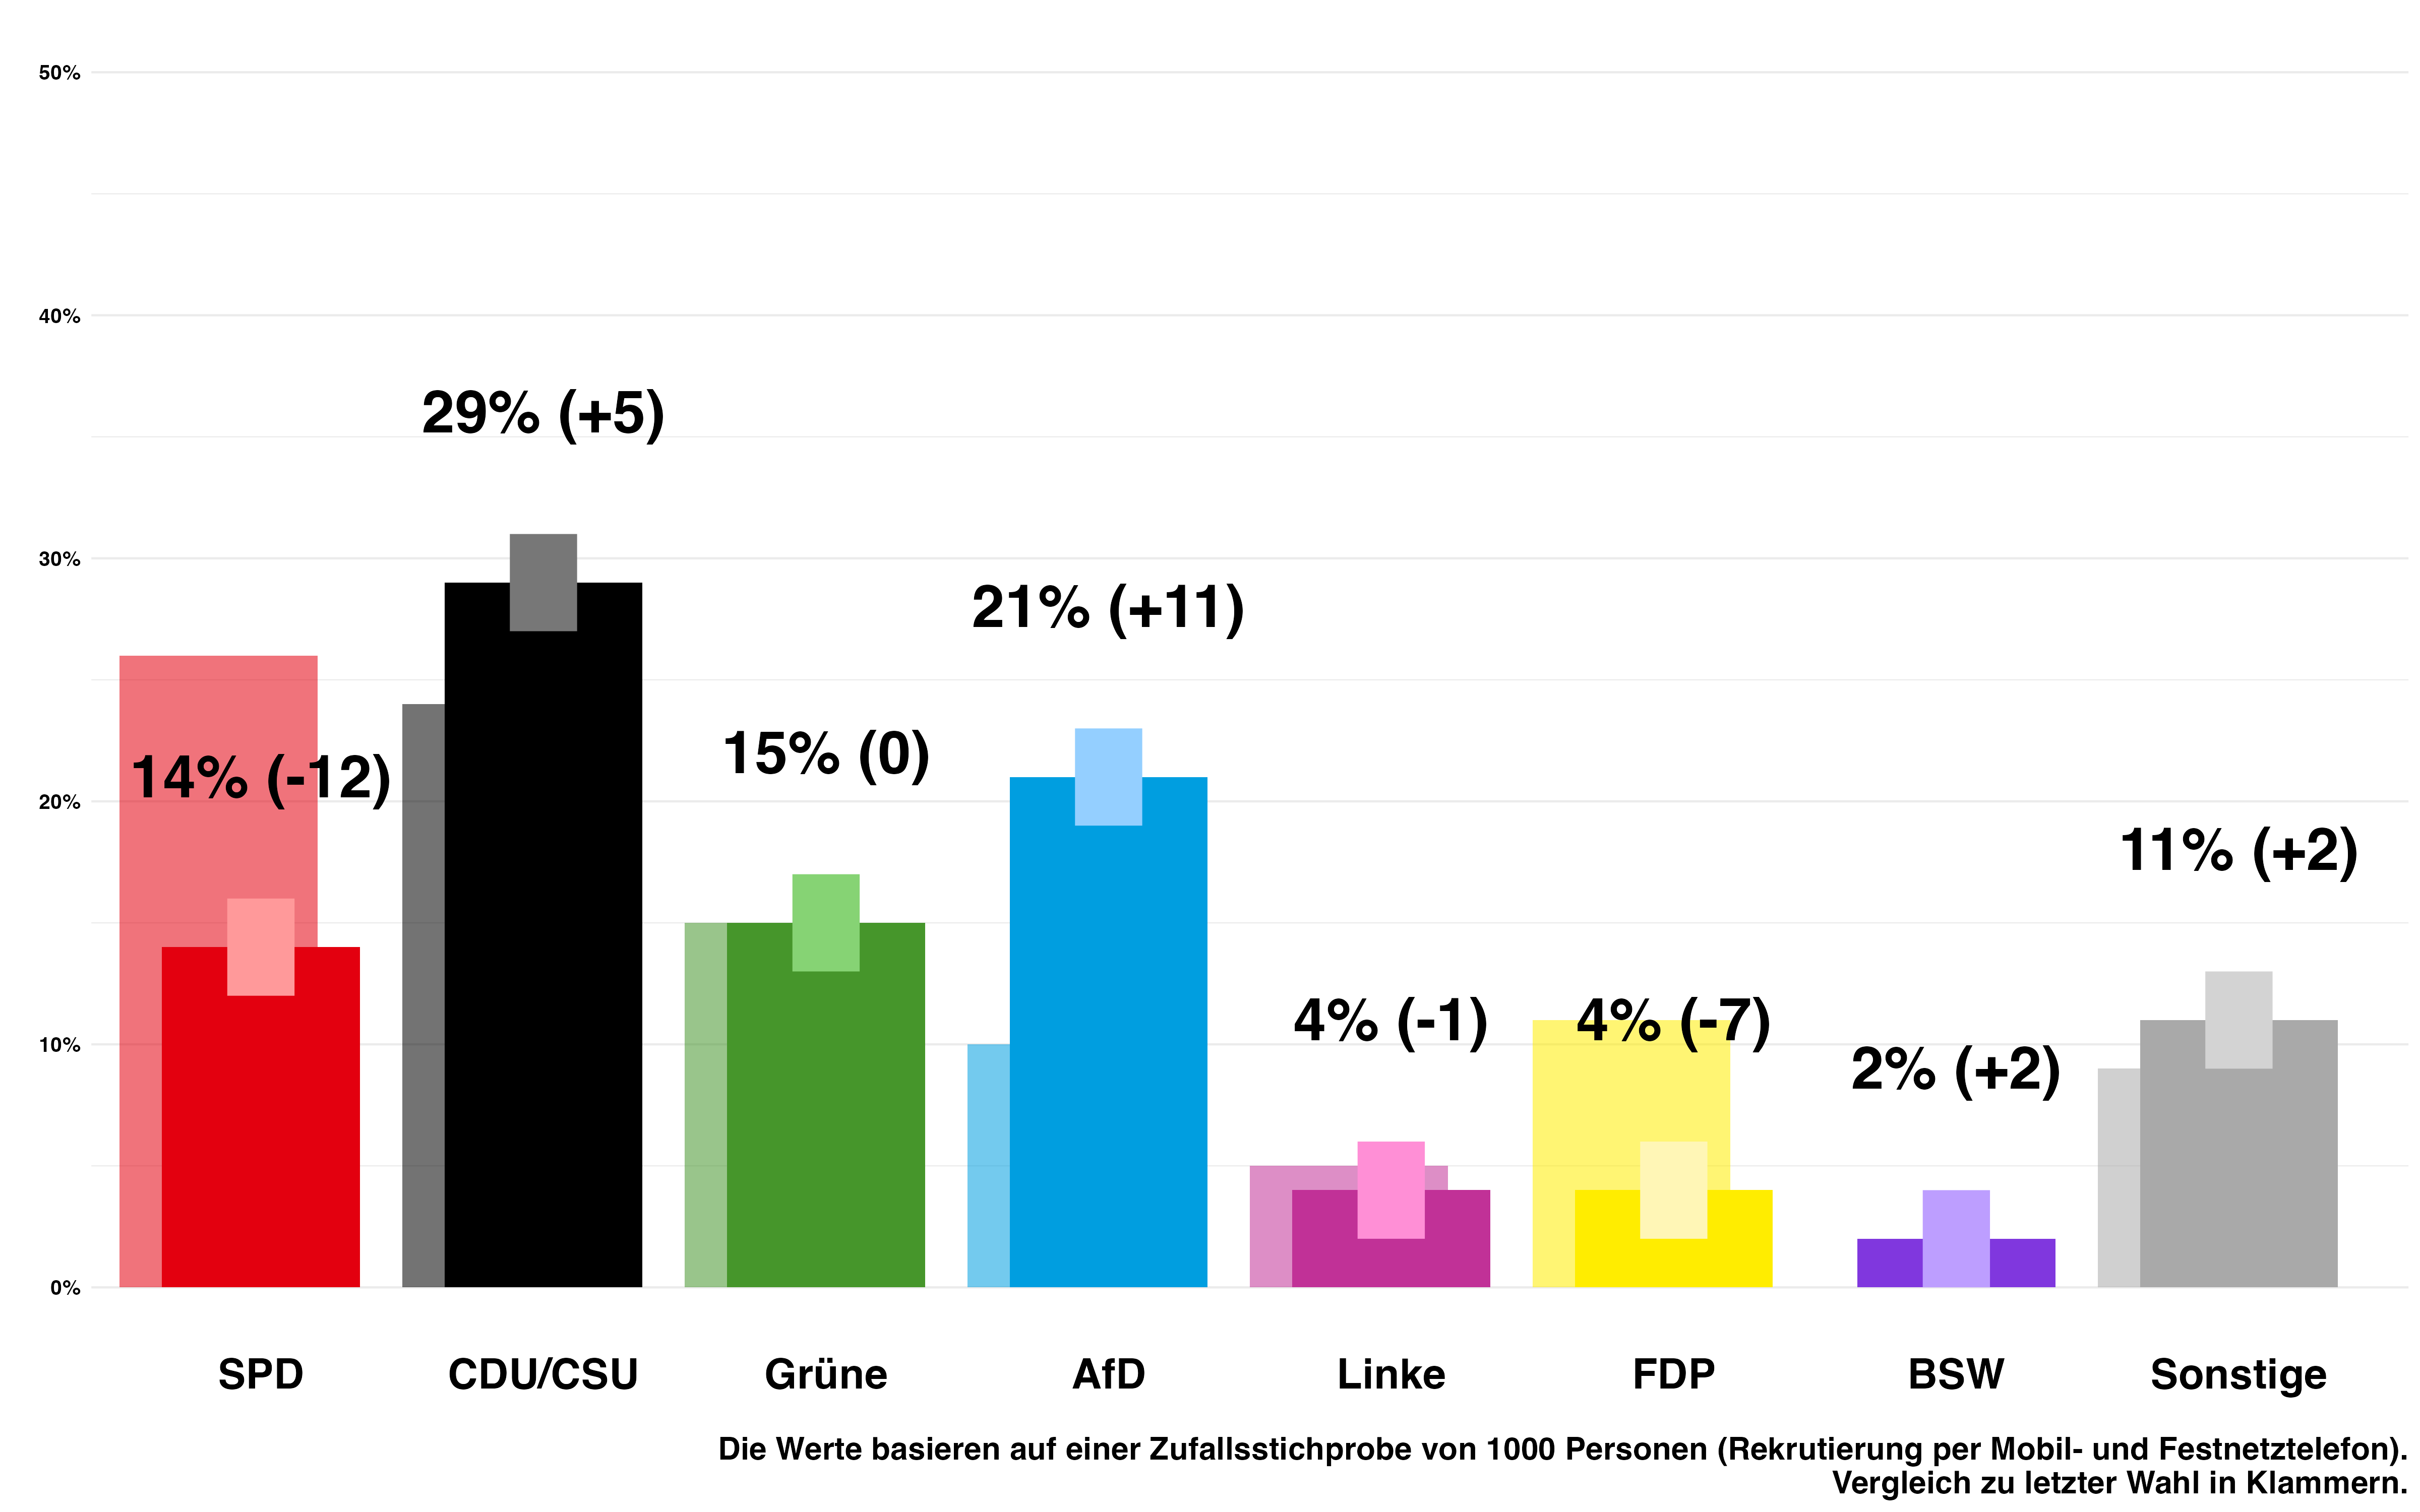 50%
40%
30%
20%
10%
0%
14% (-12)
29% (+5)
15% (0)
21% (+11)
4% (-1)
4% (-7)
2% (+2)
11% (+2)
SPD
CDU/CSU
Grüne
AfD
Linke
FDP
BSW
Sonstige
Die Werte basieren auf einer Zufallsstichprobe von 1000 Personen (Rekrutierung per Mobil- und Festnetztelefon).
Vergleich zu letzter Wahl in Klammern.